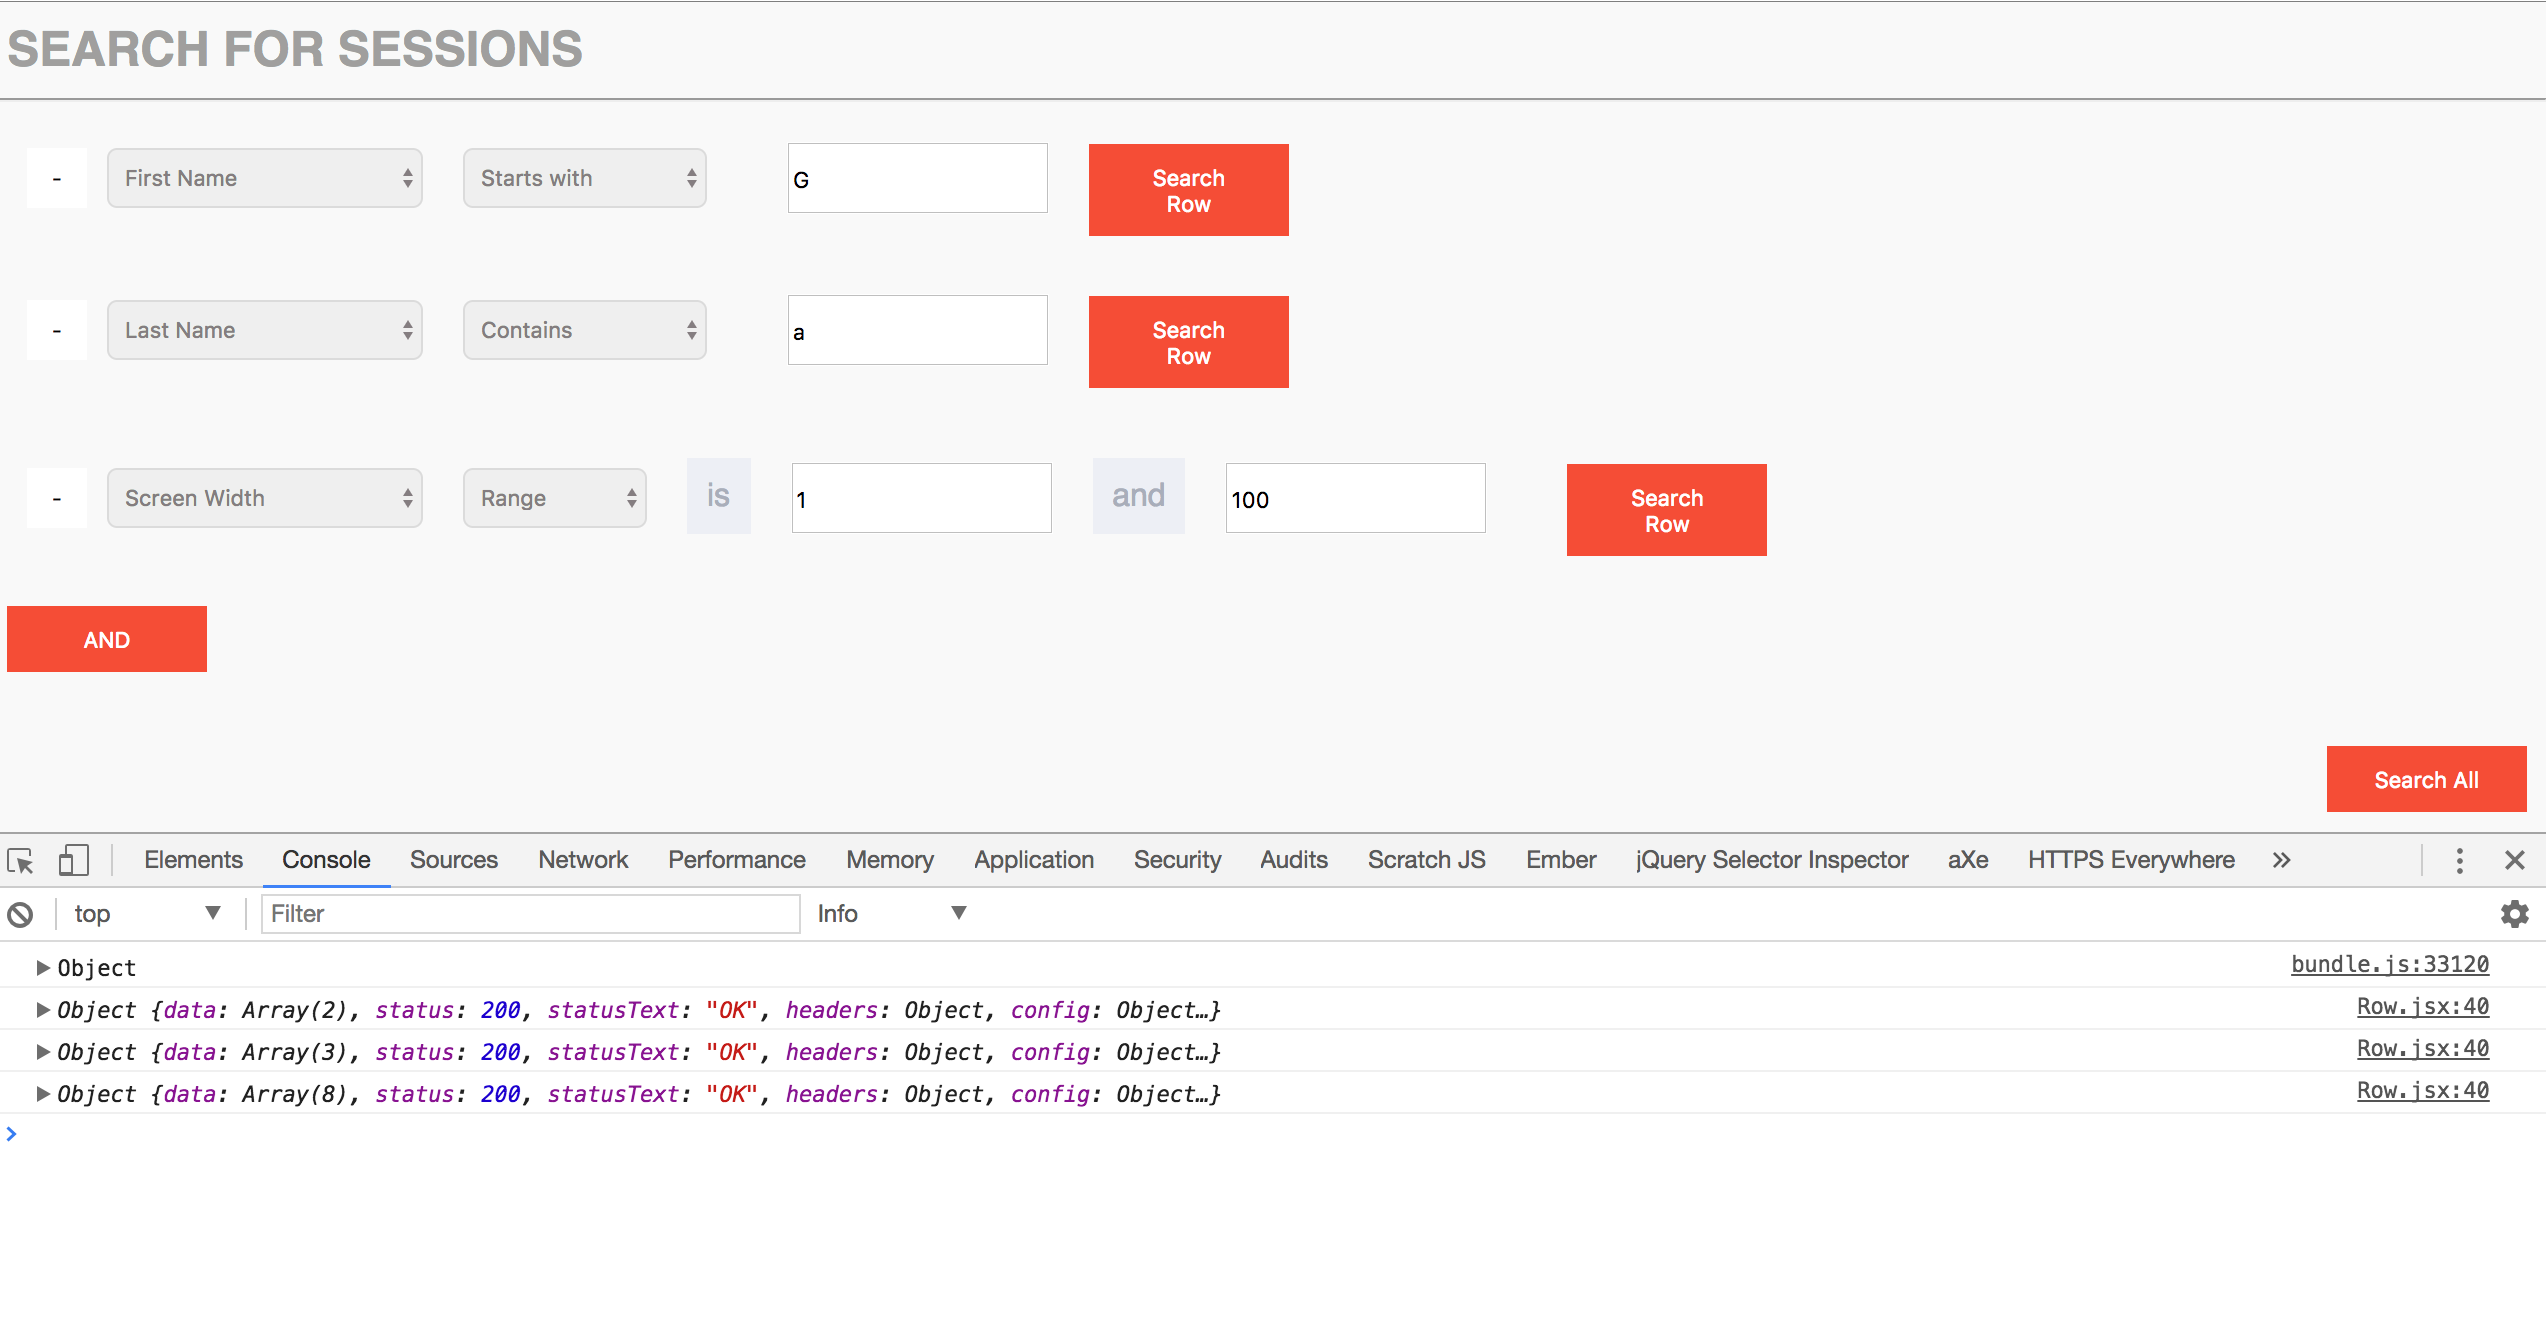 SEARCH FOR SESSIONS
- First Name Starts with G Search
Row
- Last Name Contains a Search
Row
- Screen Width Range is 1 and 100 Search
Row
AND
Search All
Elements Console Sources Network Performance Memory Application Security Audits Scratch JS Ember jQuery Selector Inspector aXe HTTPS Everywhere »
top Filter Info
Object bundle.js:33120
Object {data: Array(2), status: 200, statusText: "OK", headers: Object, config: Object…} Row.jsx:40
Object {data: Array(3), status: 200, statusText: "OK", headers: Object, config: Object…} Row.jsx:40
Object {data: Array(8), status: 200, statusText: "OK", headers: Object, config: Object…} Row.jsx:40